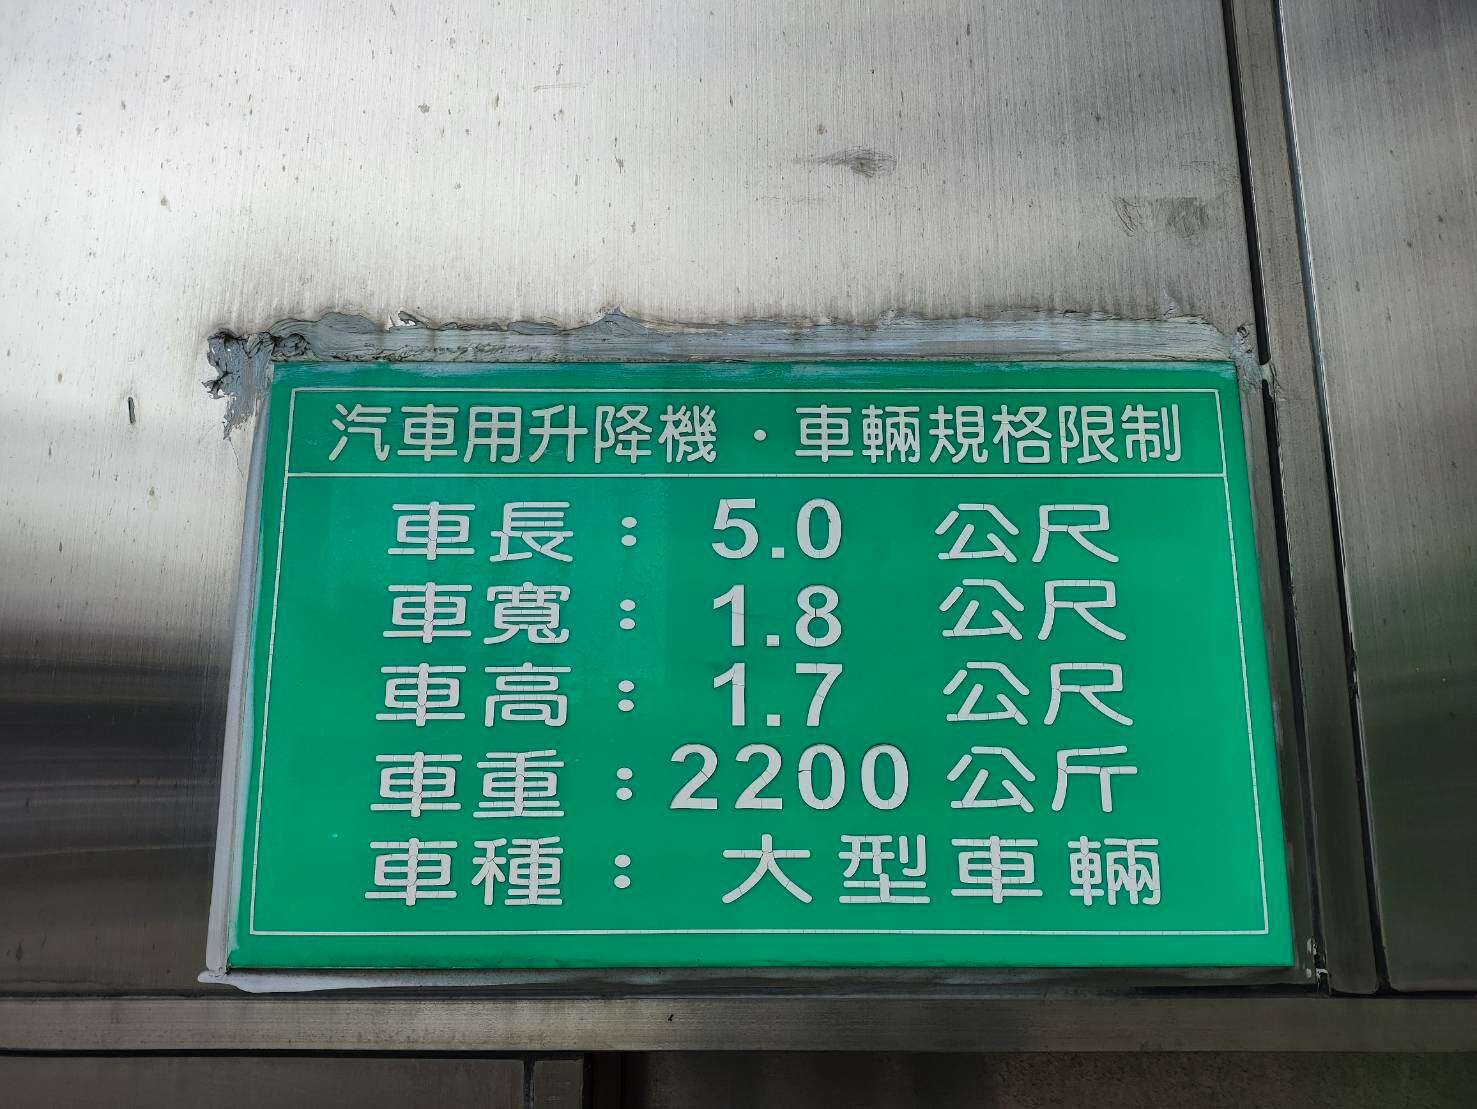 汽車用升降機・車輛規格限制
車長：5.0 公尺
車寬：1.8 公尺
車高：1.7 公尺
車重：2200 公斤
車種：大型車輛